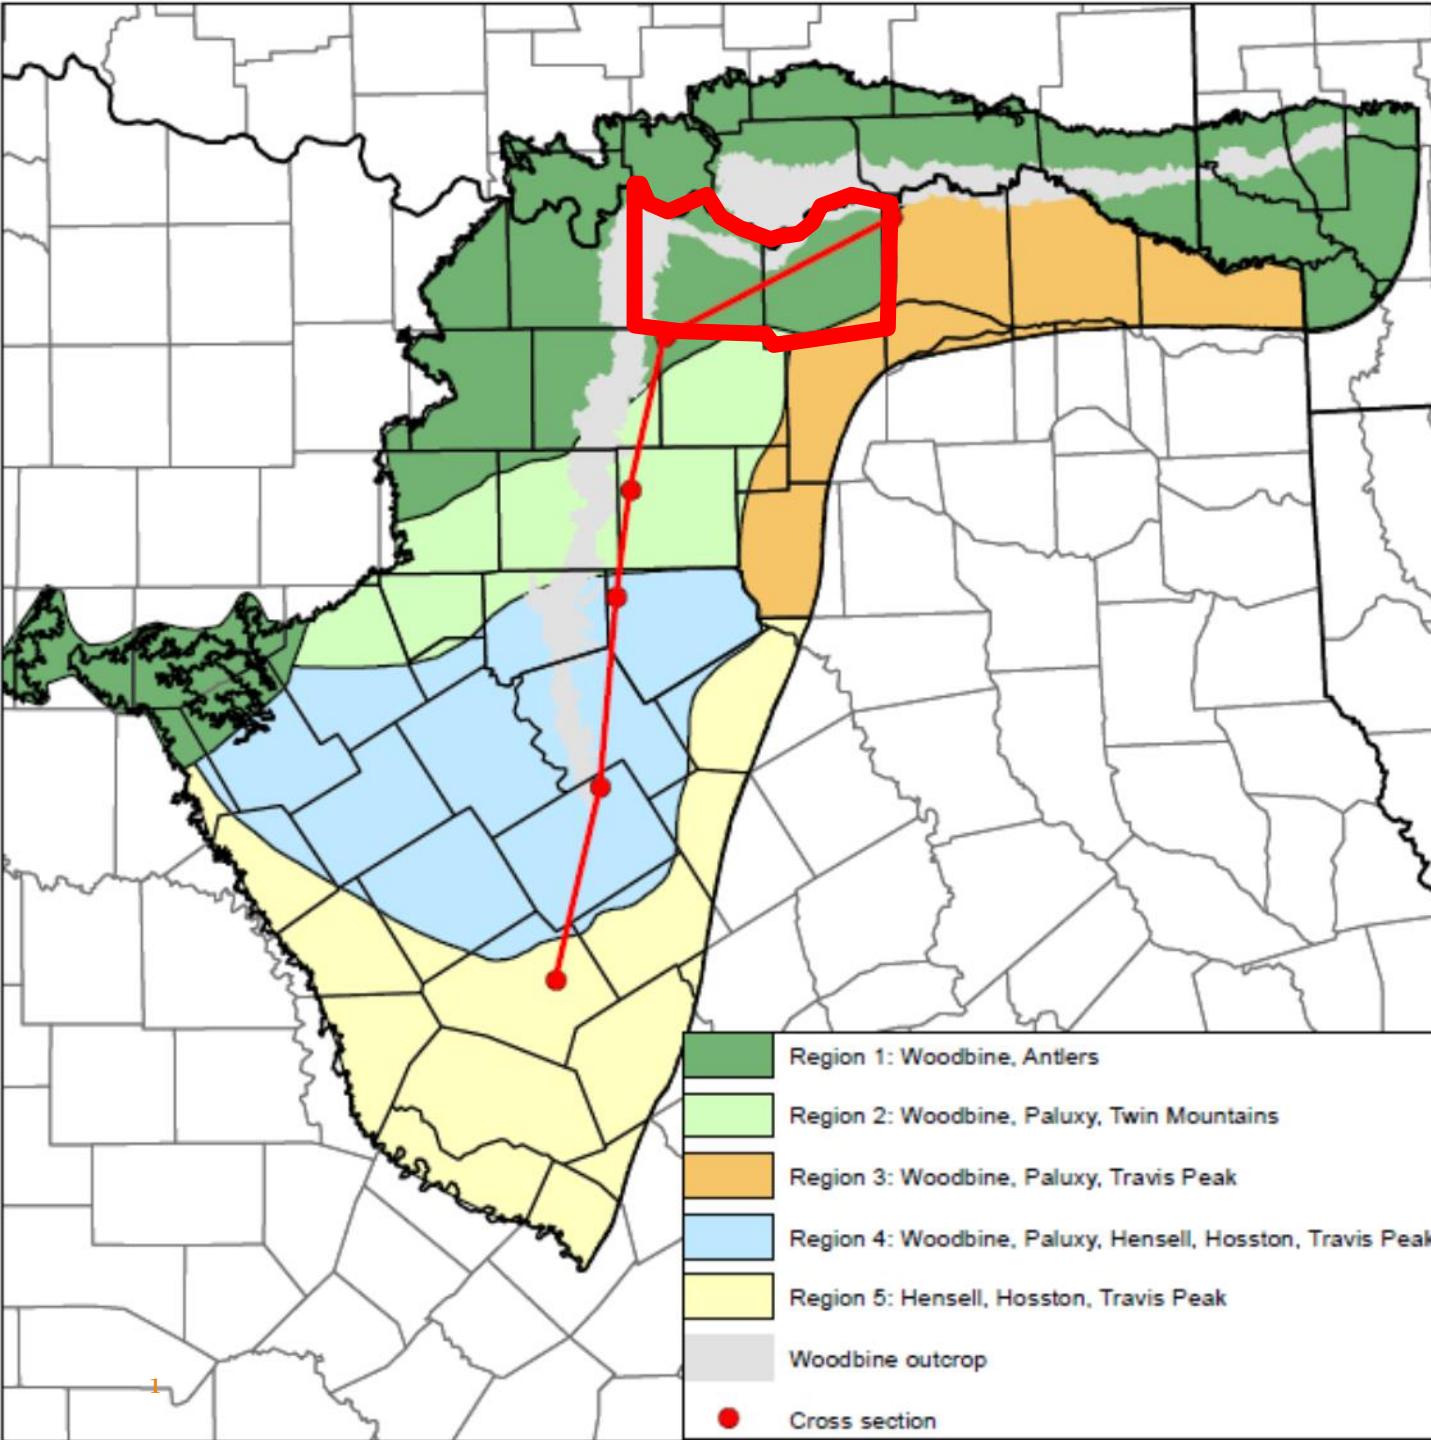 Region 1: Woodbine, Antlers
Region 2: Woodbine, Paluxy, Twin Mountains
Region 3: Woodbine, Paluxy, Travis Peak
Region 4: Woodbine, Paluxy, Hensell, Hosston, Travis Peak
Region 5: Hensell, Hosston, Travis Peak
Woodbine outcrop
1
Cross section